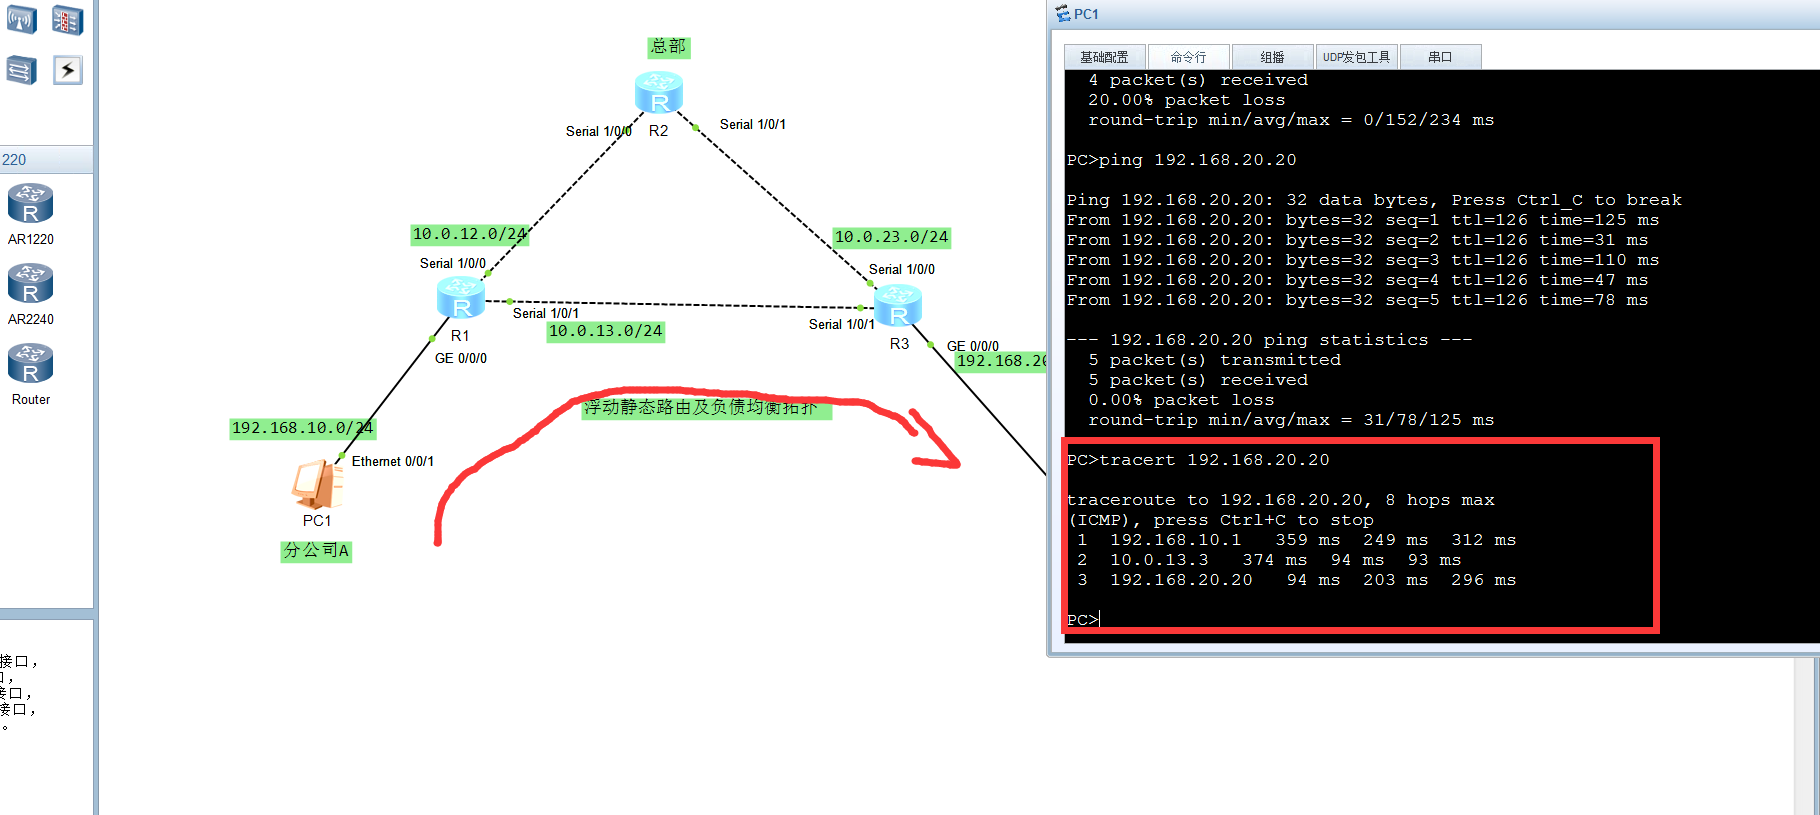 220
AR1220
AR2240
Router
接口，
口，
接口，
接口，
。
总部
R
R2
Serial 1/0/0
Serial 1/0/1
10.0.12.0/24
10.0.23.0/24
Serial 1/0/0
Serial 1/0/0
R
R1
Serial 1/0/1
10.0.13.0/24
Serial 1/0/1
R
R3
GE 0/0/0
GE 0/0/0
192.168.20
浮动静态路由及负债均衡拓扑
192.168.10.0/24
Ethernet 0/0/1
PC1
分公司A
PC1
基础配置 命令行 组播 UDP发包工具 串口
4 packet(s) received
20.00% packet loss
round-trip min/avg/max = 0/152/234 ms
PC>ping 192.168.20.20
Ping 192.168.20.20: 32 data bytes, Press Ctrl_C to break
From 192.168.20.20: bytes=32 seq=1 ttl=126 time=125 ms
From 192.168.20.20: bytes=32 seq=2 ttl=126 time=31 ms
From 192.168.20.20: bytes=32 seq=3 ttl=126 time=110 ms
From 192.168.20.20: bytes=32 seq=4 ttl=126 time=47 ms
From 192.168.20.20: bytes=32 seq=5 ttl=126 time=78 ms
--- 192.168.20.20 ping statistics ---
5 packet(s) transmitted
5 packet(s) received
0.00% packet loss
round-trip min/avg/max = 31/78/125 ms
PC>tracert 192.168.20.20
traceroute to 192.168.20.20, 8 hops max
(ICMP), press Ctrl+C to stop
1 192.168.10.1 359 ms 249 ms 312 ms
2 10.0.13.3 374 ms 94 ms 93 ms
3 192.168.20.20 94 ms 203 ms 296 ms
PC>